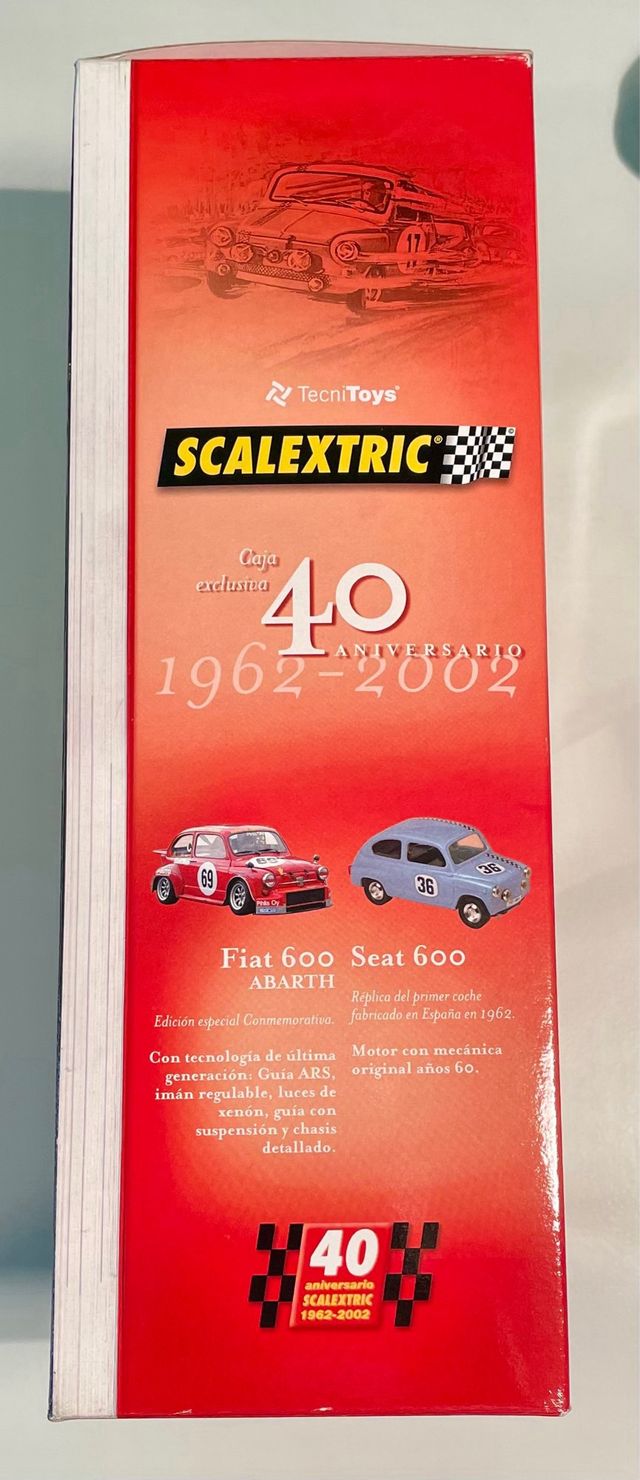 17
TecniToys®
SCALEXTRIC®
Caja
exclusiva
40
ANIVERSARIO
1962-2002
69
36
36
Fiat 600
ABARTH
Edición especial Conmemorativa.
Con tecnología de última
generación: Guía ARS,
imán regulable, luces de
xenón, guía con
suspensión y chasis
detallado.
Seat 600
Réplica del primer coche
fabricado en España en 1962.
Motor con mecánica
original años 60.
40
aniversario
SCALEXTRIC
1962-2002